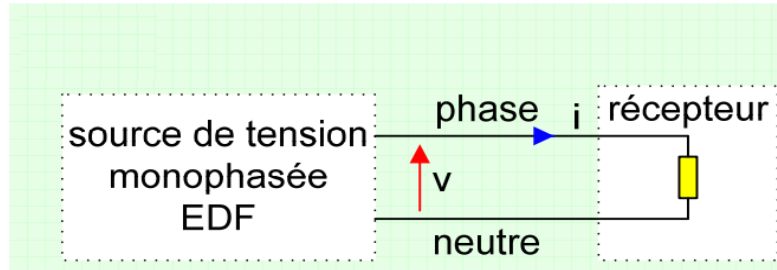 source de tension
monophasée
EDF
phase
i
v
neutre
récepteur